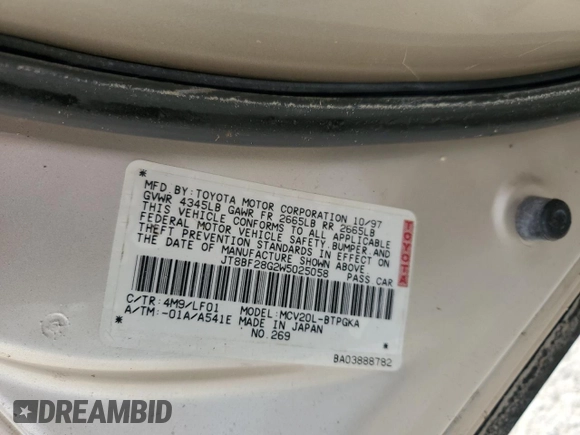 MFD.BY:TOYOTA MOTOR CORPORATION 10/97
GVWR 4345LB GAWR FR 2665LB RR 2665LB
THIS VEHICLE CONFORMS TO ALL APPLICABLE
FEDERAL MOTOR VEHICLE SAFETY,BUMPER,AND
THEFT PREVENTION STANDARDS IN EFFECT ON
THE DATE OF MANUFACTURE SHOWN ABOVE.
JT8BF28G2W5025058 PASS CAR
TOYOTA
C/TR:4M9/LF01 MODEL:MCV20L-BTPGKA
A/TM:-01A/A541E MADE IN JAPAN
NO.269
BA03888782
DREAMBID